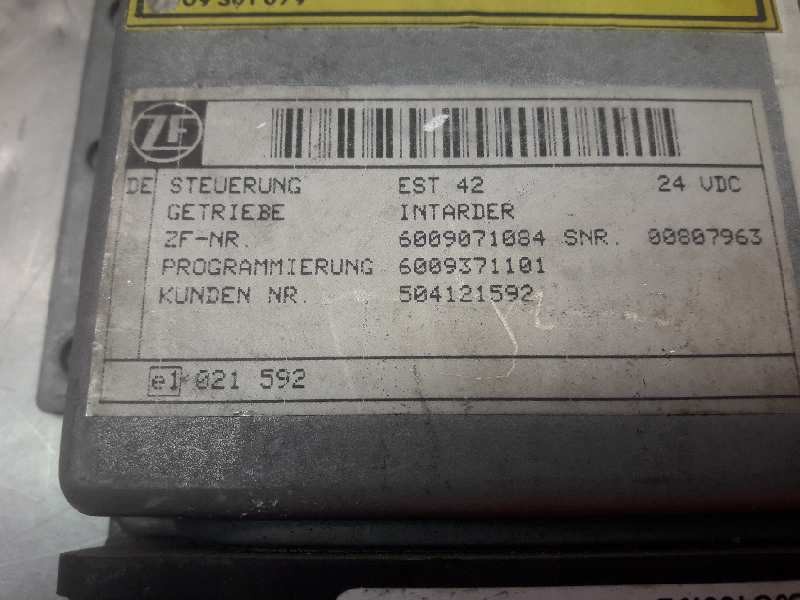 ZF
DE STEUERUNG EST 42 24 VDC
GETRIEBE INTARDER
ZF-NR. 6009071084 SNR. 00807963
PROGRAMMIERUNG 6009371101
KUNDEN NR. 504121592
e1 021 592